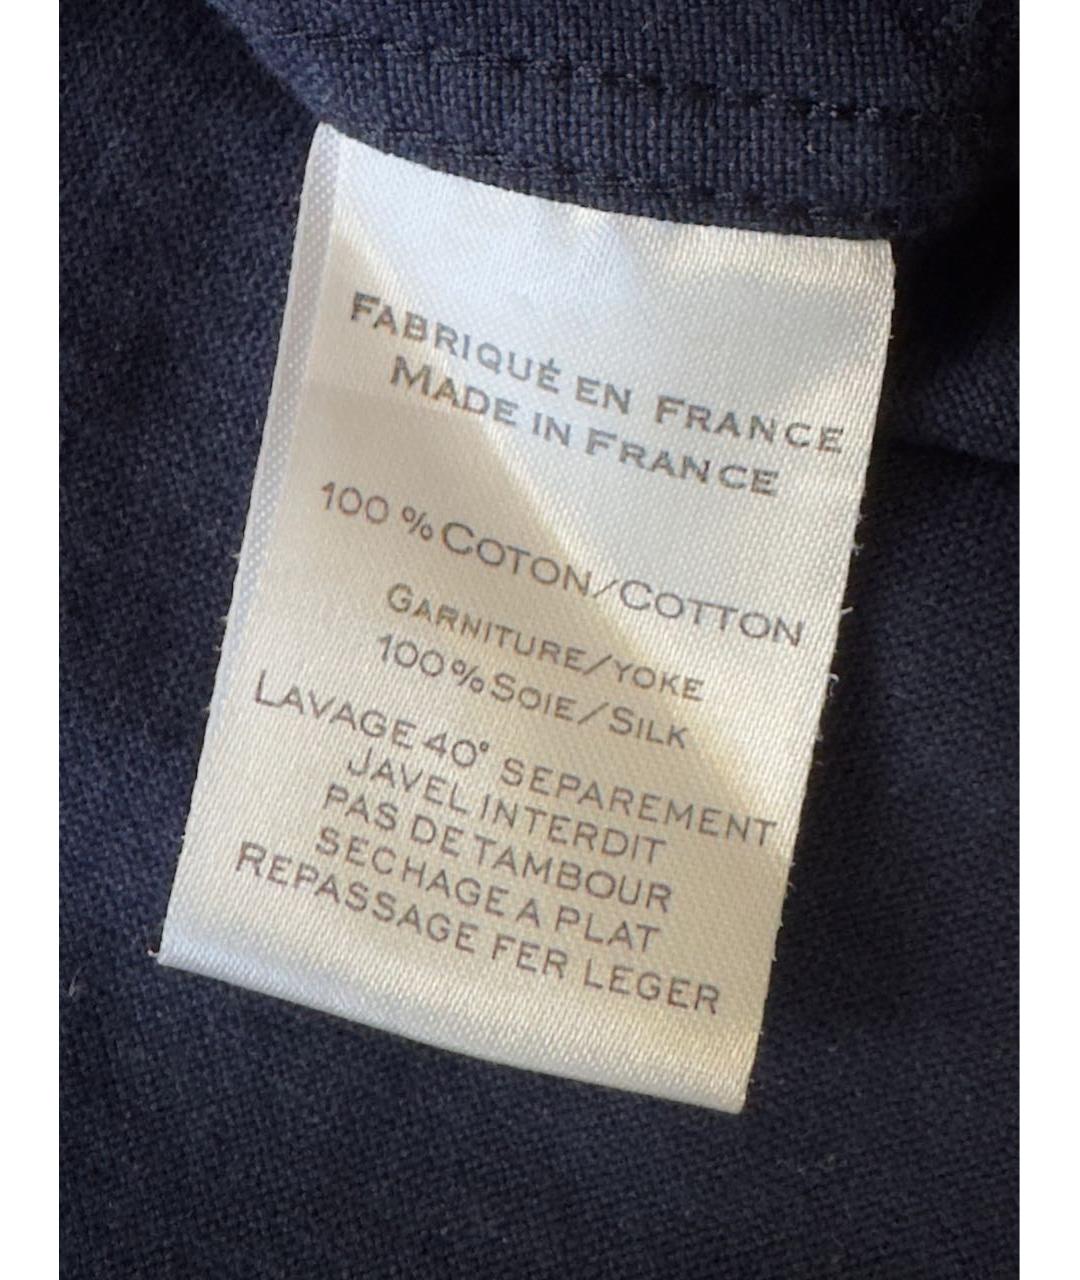 FABRIQUÉ EN FRANCE
MADE IN FRANCE
100 % COTON/COTTON
GARNITURE/YOKE
100% SOIE/SILK
LAVAGE 40° SEPAREMENT
JAVEL INTERDIT
PAS DE TAMBOUR
SECHAGE A PLAT
REPASSAGE FER LEGER